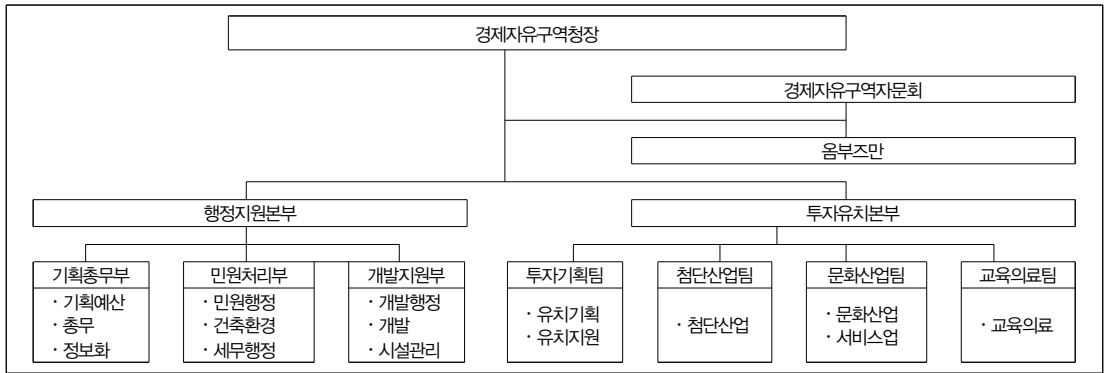 경제자유구역청장
경제자유구역자문회
옴부즈만
행정지원본부
투자유치본부
기획총무부
· 기획예산
· 총무
· 정보화
민원처리부
· 민원행정
· 건축환경
· 세무행정
개발지원부
· 개발행정
· 개발
· 시설관리
투자기획팀
· 유치기획
· 유치지원
첨단산업팀
· 첨단산업
문화산업팀
· 문화산업
· 서비스업
교육의료팀
· 교육의료